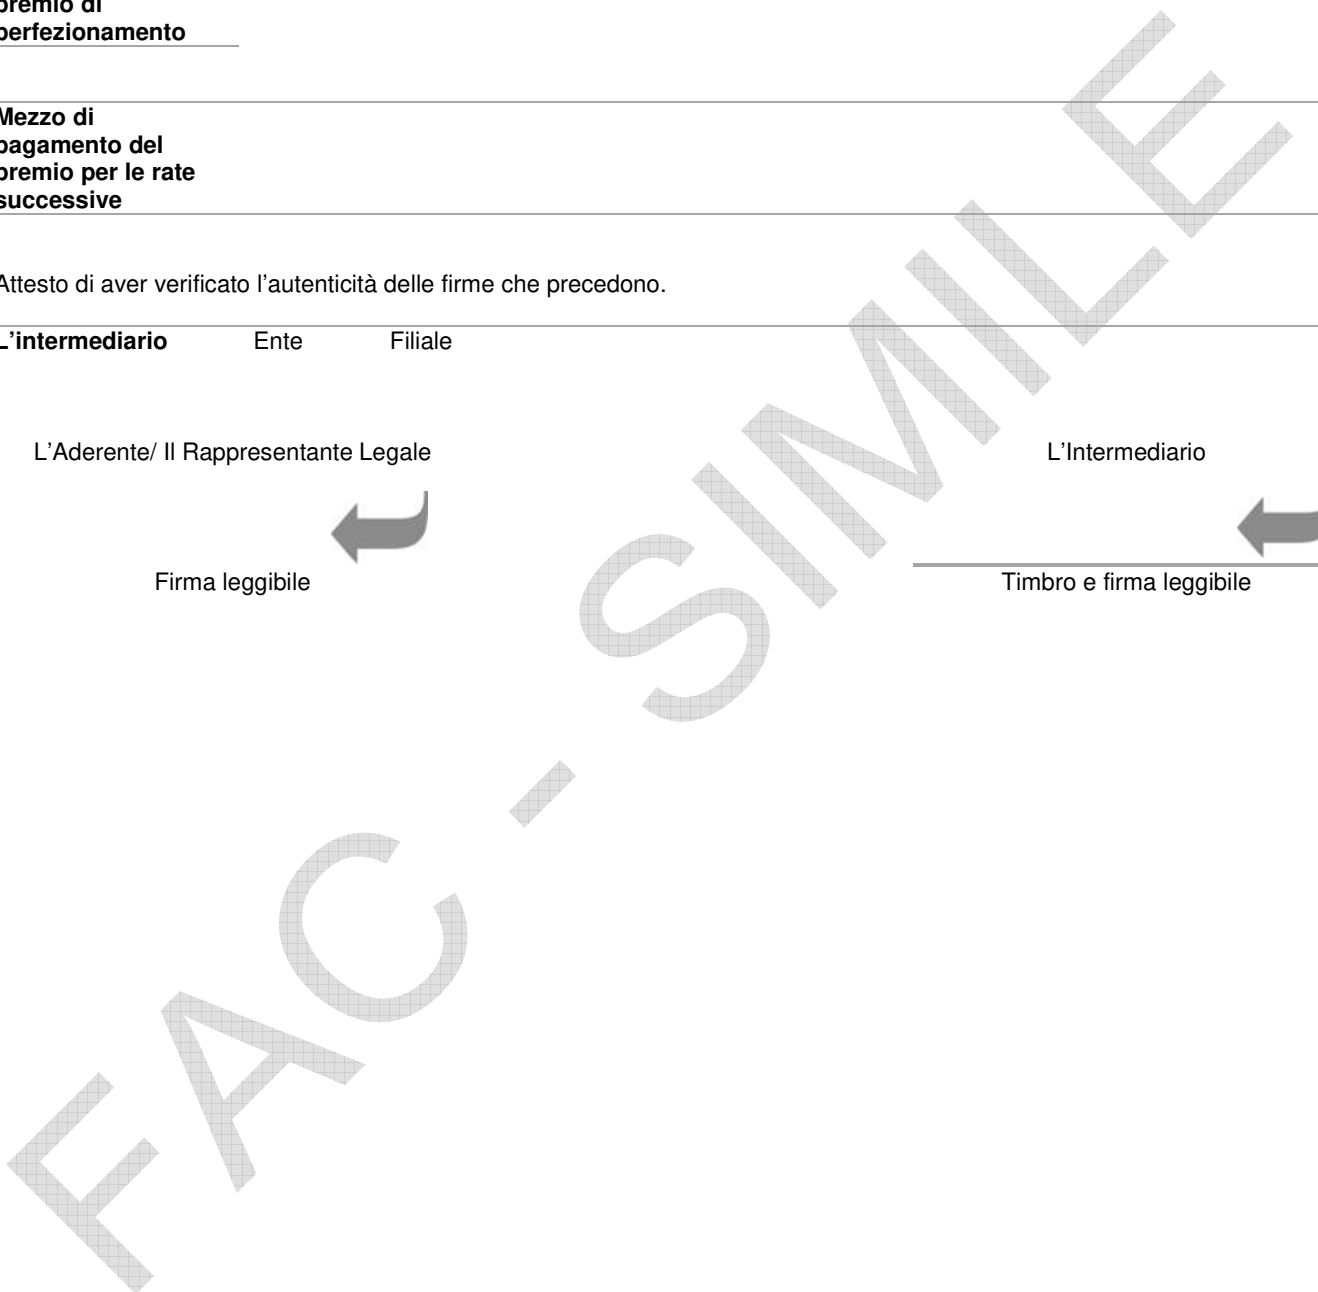 premio di
perfezionamento
Mezzo di
pagamento del
premio per le rate
successive
Attesto di aver verificato l’autenticità delle firme che precedono.
L’intermediario Ente Filiale
L’Aderente/ Il Rappresentante Legale L’Intermediario
Firma leggibile Timbro e firma leggibile
FAC - SIMILE